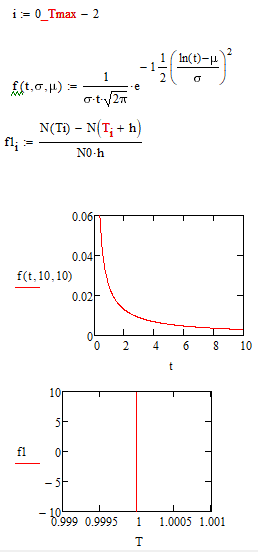 i := 0_Tmax − 2
f(t,σ,μ) := 1/(σ·t·√2π)·e^(−1 1/2 ((ln(t)−μ)/σ)^2)
f1_i := (N(Ti) − N(T_i + h))/(N0·h)
0.06
0.04
f(t,10,10)
0.02
0
0 2 4 6 8 10
t
10
5
f1 0
− 5
− 10
0.999 0.9995 1 1.0005 1.001
T